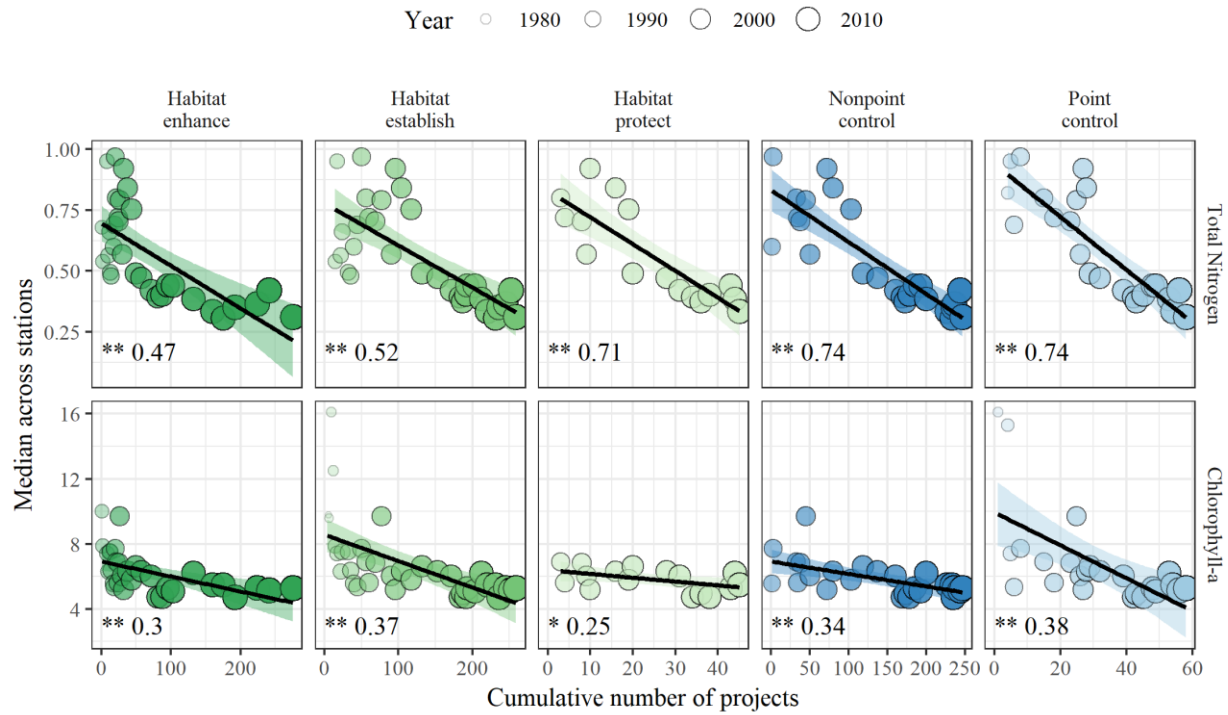 Year 1980 1990 2000 2010
Habitat enhance
Habitat establish
Habitat protect
Nonpoint control
Point control
Median across stations
1.00
0.75
0.50
0.25
** 0.47
** 0.52
** 0.71
** 0.74
** 0.74
Total Nitrogen
16
12
8
4
** 0.3
** 0.37
* 0.25
** 0.34
** 0.38
Chlorophyll-a
0 100 200
0 100 200
0 10 20 30 40
0 50 100 150 200 250
0 20 40 60
Cumulative number of projects